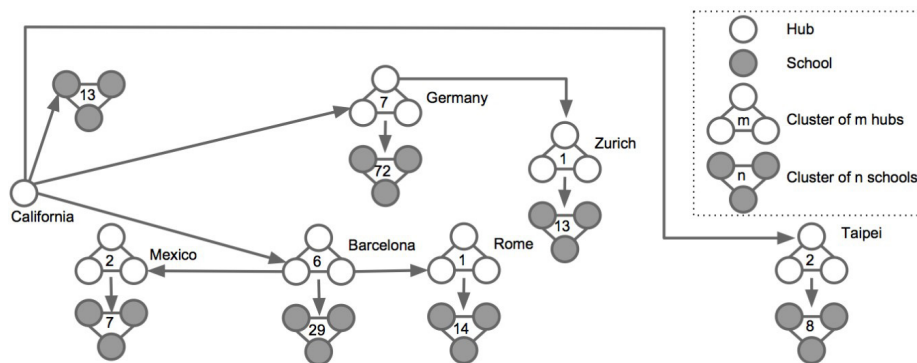 Hub
School
m
Cluster of m hubs
n
Cluster of n schools
13
7
Germany
72
Zurich
1
13
California
Mexico
2
7
Barcelona
6
29
Rome
1
14
Taipei
2
8